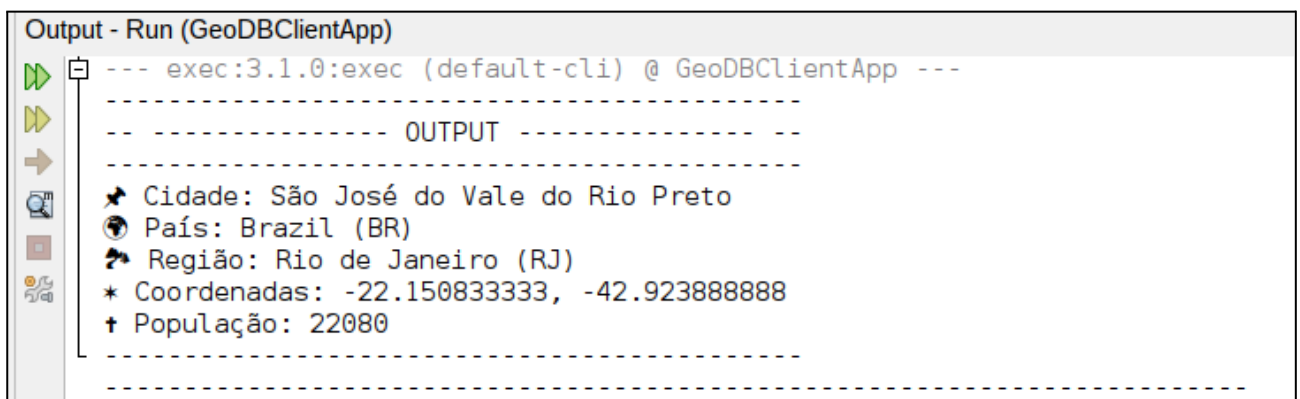 Output - Run (GeoDBClientApp)
--- exec:3.1.0:exec (default-cli) @ GeoDBClientApp ---
--------------------------------------------
-- --------------- OUTPUT --------------- --
--------------------------------------------
📌 Cidade: São José do Vale do Rio Preto
🌍 País: Brazil (BR)
🏞 Região: Rio de Janeiro (RJ)
✶ Coordenadas: -22.150833333, -42.923888888
✝ População: 22080
--------------------------------------------
------------------------------------------------------------------------